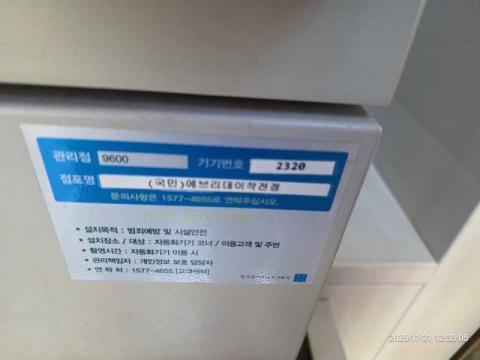 관리점 9600 기기번호 2320
점포명 (국민)에브리데이작전점
문의사항은 1577-4655로 연락주십시오.
• 설치목적 : 범죄예방 및 시설안전
• 설치장소 / 대상 : 자동화기기 코너 / 이용고객 및 주변
• 촬영시간 : 자동화기기 이용 시
• 관리책임자 : 개인정보 보호 담당자
• 연 락 처 : 1577-4655 [고객센터]
2025-11-21 12:35:05